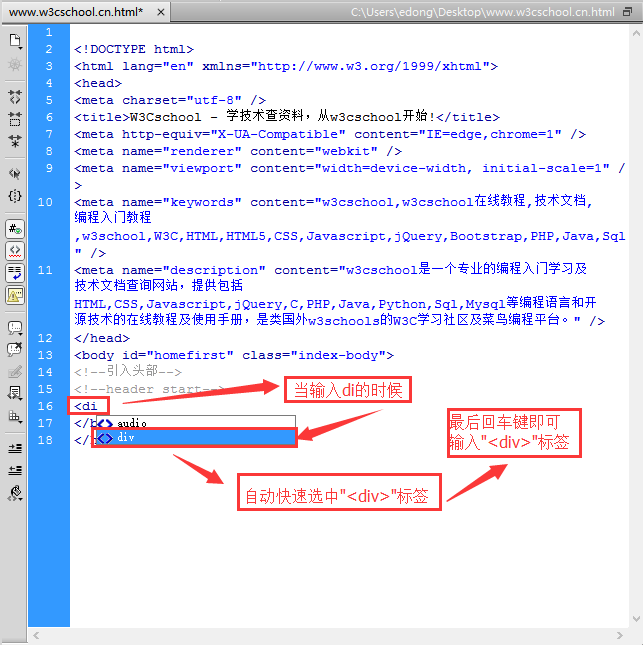 www.w3cschool.cn.html* × C:\Users\edong\Desktop\www.w3cschool.cn.html
1
2 <!DOCTYPE html>
3 <html lang="en" xmlns="http://www.w3.org/1999/xhtml">
4 <head>
5 <meta charset="utf-8" />
6 <title>W3Cschool - 学技术查资料，从w3cschool开始!</title>
7 <meta http-equiv="X-UA-Compatible" content="IE=edge,chrome=1" />
8 <meta name="renderer" content="webkit" />
9 <meta name="viewport" content="width=device-width, initial-scale=1" /
>
10 <meta name="keywords" content="w3cschool,w3cschool在线教程,技术文档,
编程入门教程
,w3school,W3C,HTML,HTML5,CSS,Javascript,jQuery,Bootstrap,PHP,Java,Sql
" />
11 <meta name="description" content="w3cschool是一个专业的编程入门学习及
技术文档查询网站，提供包括
HTML,CSS,Javascript,jQuery,C,PHP,Java,Python,Sql,Mysql等编程语言和开
源技术的在线教程及使用手册，是类国外w3schools的W3C学习社区及菜鸟编程平台。" />
12 </head>
13 <body id="homefirst" class="index-body">
14 <!--引入头部-->
15 <!--header start-->
当输入di的时候
16 <di
17 </b
audio
18 </
div
最后回车键即可
输入"<div>"标签
自动快速选中"<div>"标签